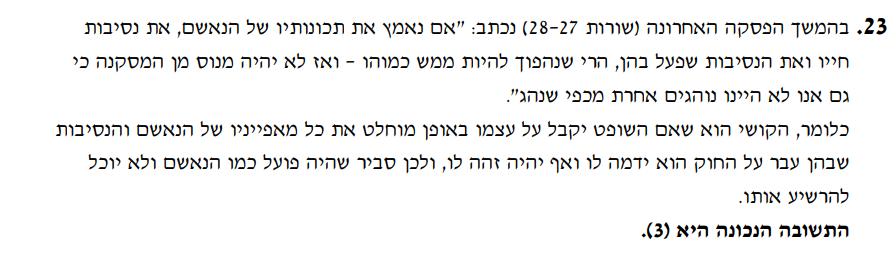 23. בהמשך הפסקה האחרונה (שורות 27–28) נכתב: "אם נאמץ את תכונותיו של הנאשם, את נסיבות
חייו ואת הנסיבות שפעל בהן, הרי שנהפוך להיות ממש כמוהו – ואז לא יהיה מנוס מן המסקנה כי
גם אנו לא היינו נוהגים אחרת מכפי שנהג".
כלומר, הקושי הוא שאם השופט יקבל על עצמו באופן מוחלט את כל מאפייניו של הנאשם והנסיבות
שבהן עבר על החוק הוא ידמה לו ואף יהיה זהה לו, ולכן סביר שהיה פועל כמו הנאשם ולא יוכל
להרשיע אותו.
התשובה הנכונה היא (3).